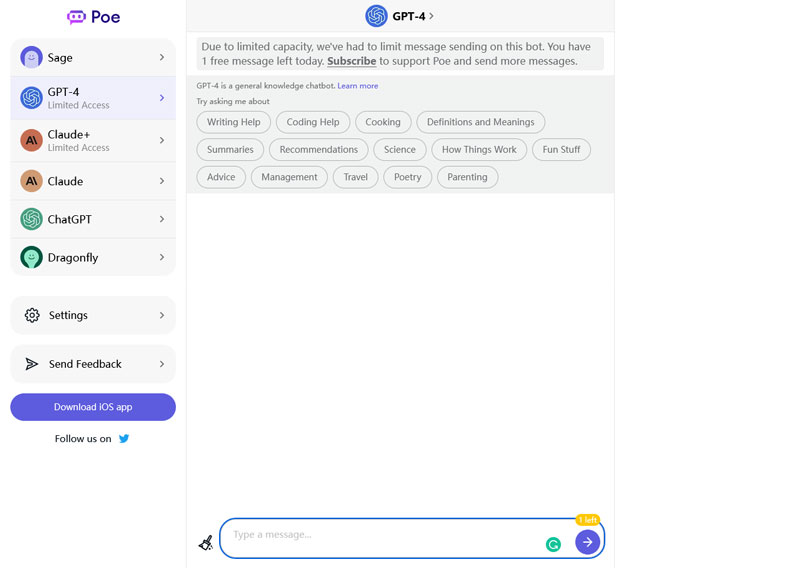 Poe
Sage
GPT-4
Limited Access
Claude+
Limited Access
Claude
ChatGPT
Dragonfly
Settings
Send Feedback
Download iOS app
Follow us on
GPT-4
Due to limited capacity, we've had to limit message sending on this bot. You have
1 free message left today. Subscribe to support Poe and send more messages.
GPT-4 is a general knowledge chatbot. Learn more
Try asking me about
Writing Help Coding Help Cooking Definitions and Meanings
Summaries Recommendations Science How Things Work Fun Stuff
Advice Management Travel Poetry Parenting
1 left
Type a message...